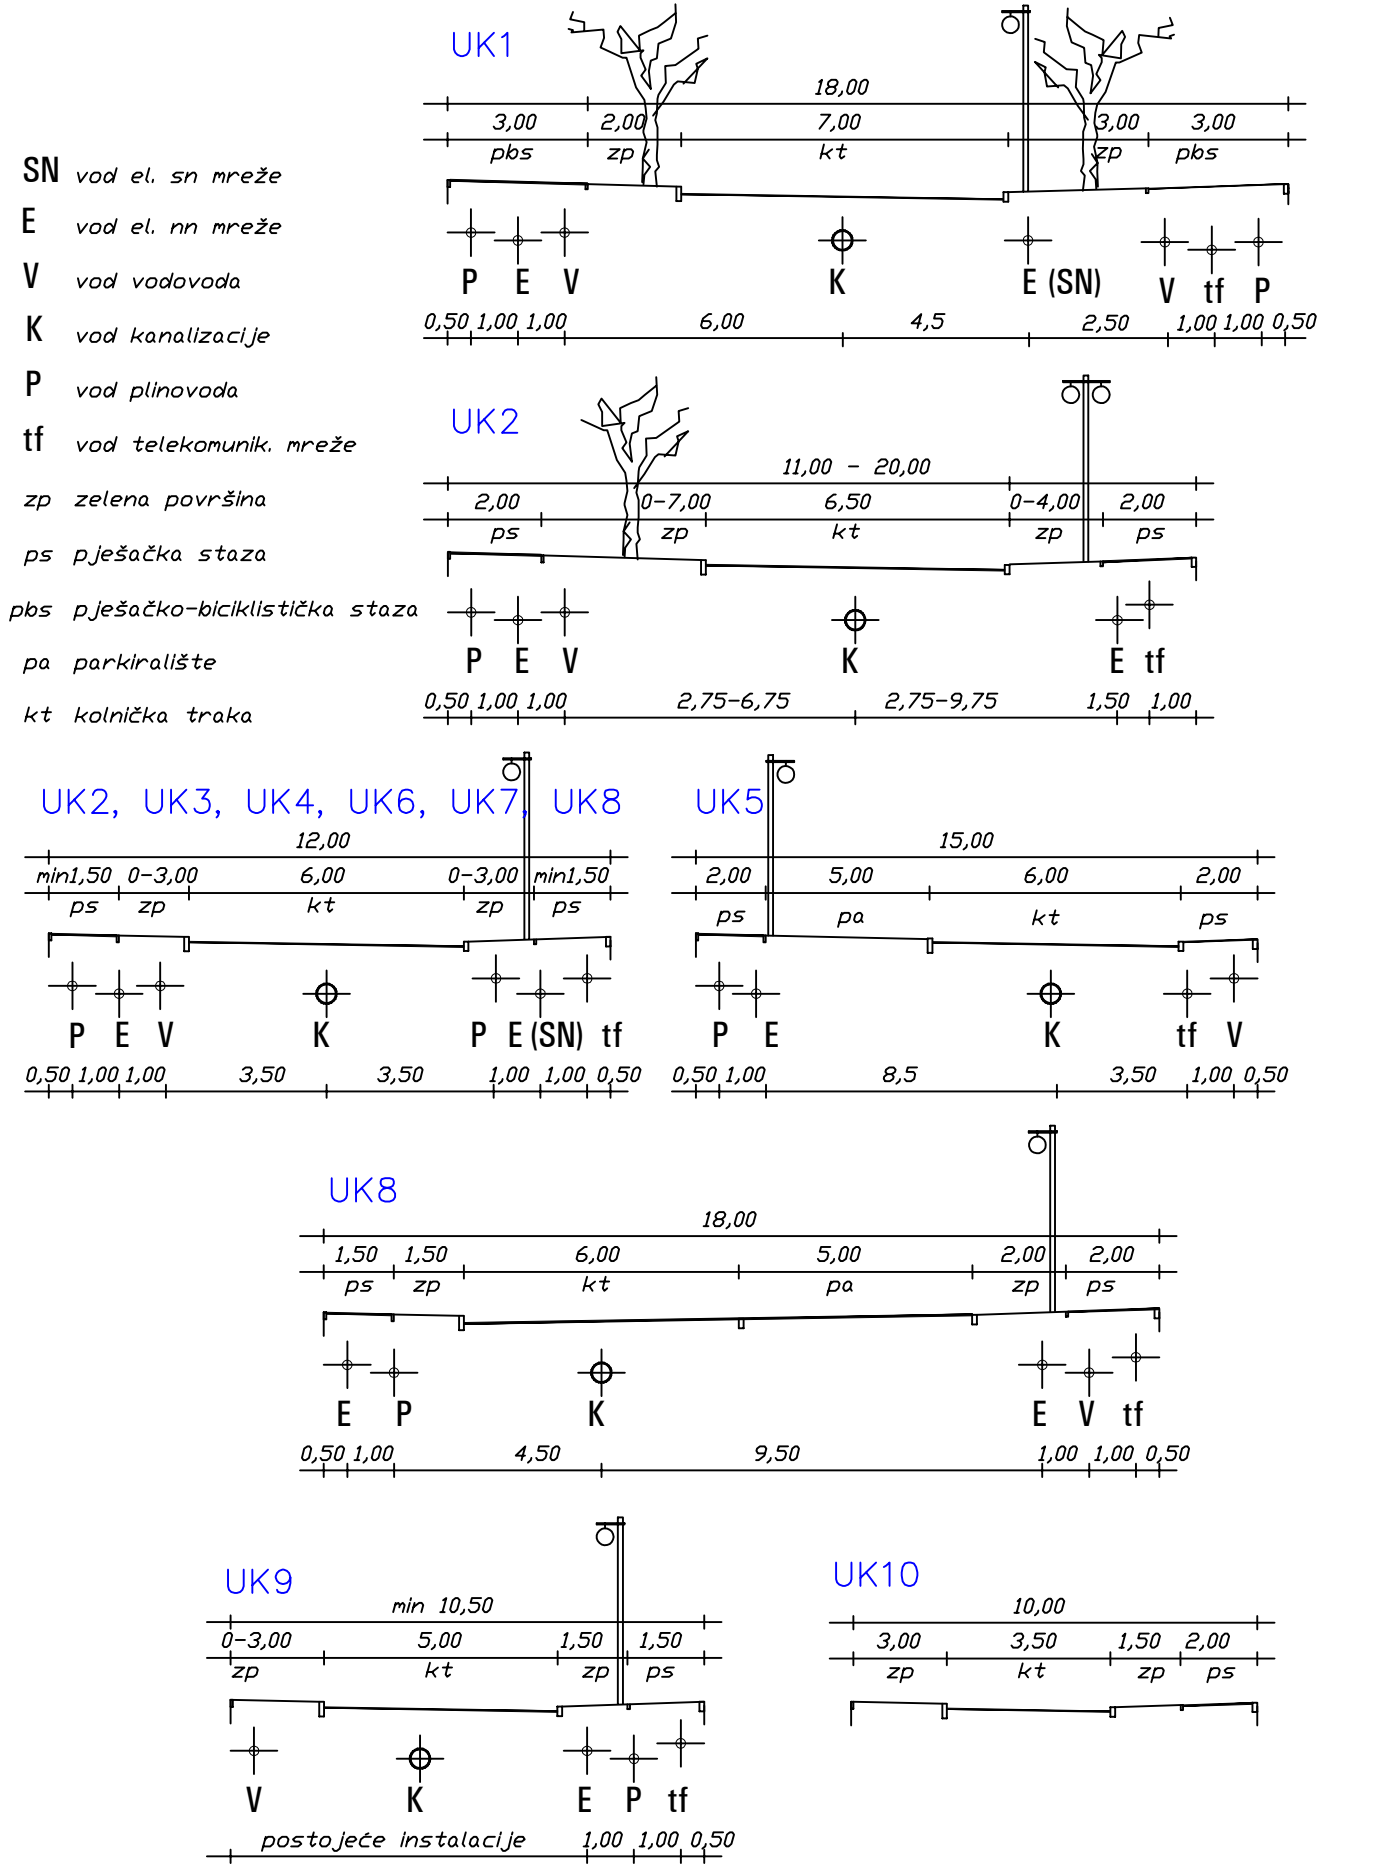 SN vod el. sn mreže
E vod el. nn mreže
V vod vodovoda
K vod kanalizacije
P vod plinovoda
tf vod telekomunik. mreže
zp zelena površina
ps pješačka staza
pbs pješačko-biciklistička staza
pa parkiralište
kt kolnička traka
UK1
18,00
3,00 2,00 7,00 3,00 3,00
pbs zp kt zp pbs
P E V K E (SN) V tf P
0,50 1,00 1,00 6,00 4,5 2,50 1,00 1,00 0,50
UK2
11,00 - 20,00
2,00 0-7,00 6,50 0-4,00 2,00
ps zp kt zp ps
P E V K E tf
0,50 1,00 1,00 2,75-6,75 2,75-9,75 1,50 1,00
UK2, UK3, UK4, UK6, UK7, UK8
12,00
min1,50 0-3,00 6,00 0-3,00 min1,50
ps zp kt zp ps
P E V K P E (SN) tf
0,50 1,00 1,00 3,50 3,50 1,00 1,00 0,50
UK5
15,00
2,00 5,00 6,00 2,00
ps pa kt ps
P E K tf V
0,50 1,00 8,5 3,50 1,00 0,50
UK8
18,00
1,50 1,50 6,00 5,00 2,00 2,00
ps zp kt pa zp ps
E P K E V tf
0,50 1,00 4,50 9,50 1,00 1,00 0,50
UK9
min 10,50
0-3,00 5,00 1,50 1,50
zp kt zp ps
V K E P tf
postojeće instalacije 1,00 1,00 0,50
UK10
10,00
3,00 3,50 1,50 2,00
zp kt zp ps